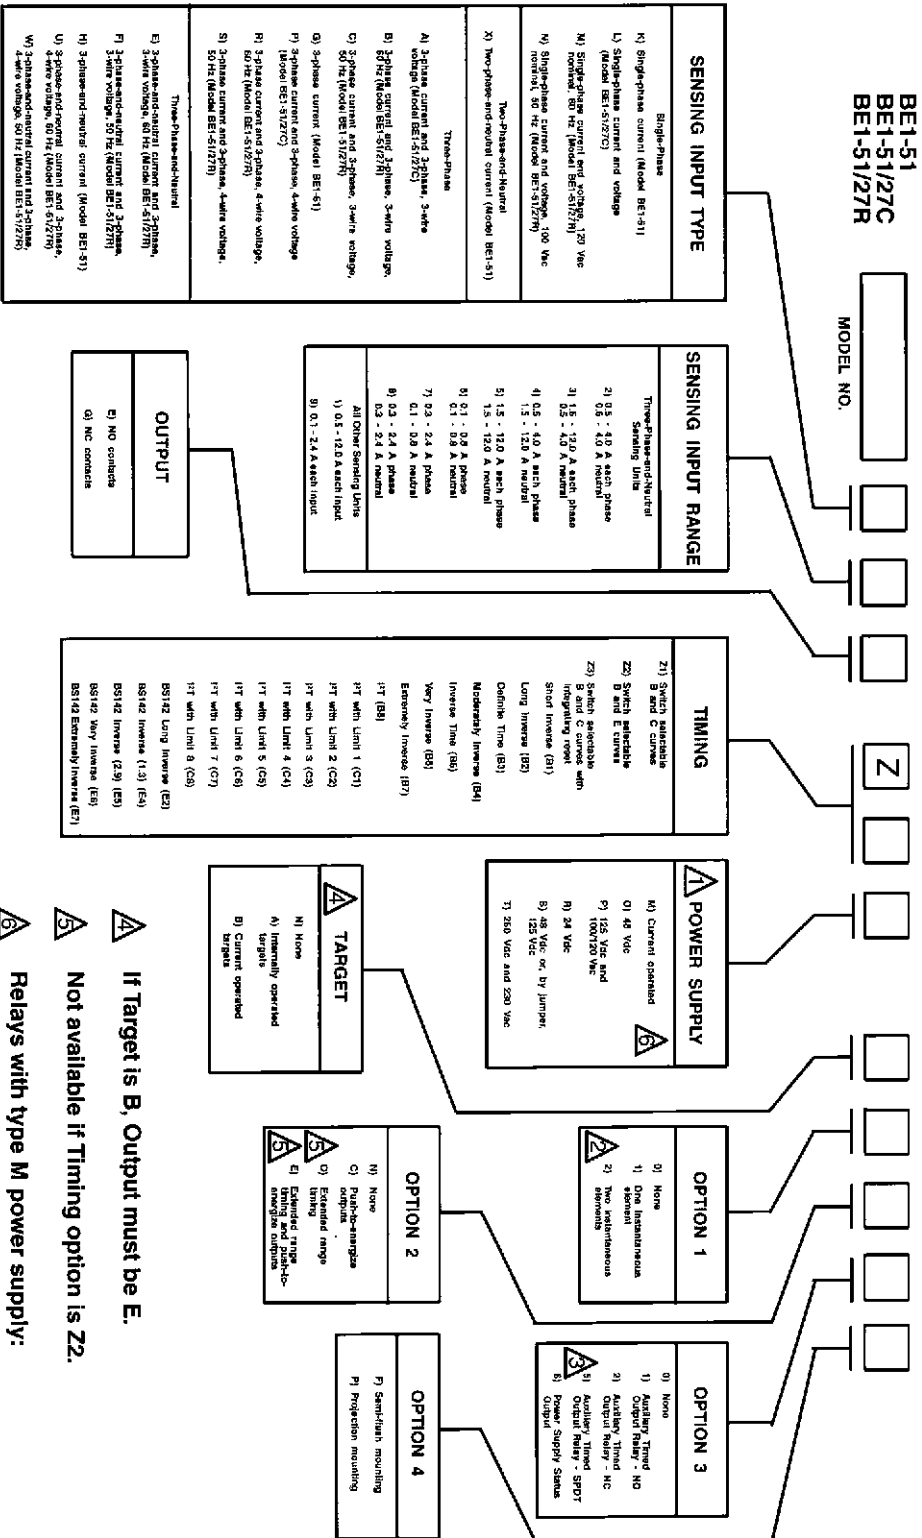 BE1-51
BE1-51/27C
BE1-51/27R
MODEL NO.
Z
SENSING INPUT TYPE
Single-Phase
K) Single-phase current (Model BE1-51)
L) Single-phase current and voltage
(Model BE1-51/27C)
M) Single-phase current and voltage, 120 Vac
nominal, 60 Hz (Model BE1-51/27R)
N) Single-phase current and voltage, 100 Vac
nominal, 50 Hz (Model BE1-51/27R)
Two-Phase-and-Neutral
X) Two-phase-and-neutral current (Model BE1-51)
Three-Phase
A) 3-phase current and 3-phase, 3-wire
voltage (Model BE1-51/27C)
B) 3-phase current and 3-phase, 3-wire voltage,
60 Hz (Model BE1-51/27R)
C) 3-phase current and 3-phase, 3-wire voltage,
50 Hz (Model BE1-51/27R)
G) 3-phase current (Model BE1-51)
P) 3-phase current and 3-phase, 4-wire voltage
(Model BE1-51/27C)
R) 3-phase current and 3-phase, 4-wire voltage,
60 Hz (Model BE1-51/27R)
S) 3-phase current and 3-phase, 4-wire voltage,
50 Hz (Model BE1-51/27R)
Three-Phase-and-Neutral
E) 3-phase-and-neutral current and 3-phase,
3-wire voltage, 60 Hz (Model BE1-51/27R)
F) 3-phase-and-neutral current and 3-phase,
3-wire voltage, 50 Hz (Model BE1-51/27R)
H) 3-phase-and-neutral current (Model BE1-51)
U) 3-phase-and-neutral current and 3-phase,
4-wire voltage, 60 Hz (Model BE1-51/27R)
W) 3-phase-and-neutral current and 3-phase,
4-wire voltage, 50 Hz (Model BE1-51/27R)
SENSING INPUT RANGE
Three-Phase-and-Neutral
Sensing Units
2) 0.5 - 4.0 A each phase
0.5 - 4.0 A neutral
3) 1.5 - 12.0 A each phase
0.5 - 4.0 A neutral
4) 0.5 - 4.0 A each phase
1.5 - 12.0 A neutral
5) 1.5 - 12.0 A each phase
1.5 - 12.0 A neutral
6) 0.1 - 0.8 A phase
0.1 - 0.8 A neutral
7) 0.3 - 2.4 A phase
0.1 - 0.8 A neutral
8) 0.3 - 2.4 A phase
0.3 - 2.4 A neutral
All Other Sensing Units
1) 0.5 - 12.0 A each input
9) 0.1 - 2.4 A each input
OUTPUT
E) NO contacts
G) NC contacts
TIMING
Z1) Switch selectable
B and C curves
Z2) Switch selectable
B and E curves
Z3) Switch selectable
B and C curves with
integrating reset
Short Inverse (B1)
Long Inverse (B2)
Definite Time (B3)
Moderately Inverse (B4)
Inverse Time (B5)
Very Inverse (B6)
Extremely Inverse (B7)
I²T (B8)
I²T with Limit 1 (C1)
I²T with Limit 2 (C2)
I²T with Limit 3 (C3)
I²T with Limit 4 (C4)
I²T with Limit 5 (C5)
I²T with Limit 6 (C6)
I²T with Limit 7 (C7)
I²T with Limit 8 (C8)
BS142 Long Inverse (E2)
BS142 Inverse (1.3) (E4)
BS142 Inverse (2.9) (E5)
BS142 Very Inverse (E6)
BS142 Extremely Inverse (E7)
1 POWER SUPPLY
M) Current operated 6
O) 48 Vdc
P) 125 Vdc and
100/120 Vac
R) 24 Vdc
S) 48 Vdc or, by jumper,
125 Vdc
T) 250 Vdc and 230 Vac
4 TARGET
N) None
A) Internally operated
targets
B) Current operated
targets
OPTION 1
0) None
1) One instantaneous
element
2 2) Two instantaneous
elements
OPTION 2
N) None
C) Push-to-energize
outputs
5 D) Extended range
timing
5 E) Extended range
timing and push-to-
energize outputs
OPTION 3
0) None
1) Auxiliary Timed
Output Relay - NO
2) Auxiliary Timed
Output Relay - NC
3 5) Auxiliary Timed
Output Relay - SPDT
6) Power Supply Status
Output
OPTION 4
F) Semi-flush mounting
P) Projection mounting
4 If Target is B, Output must be E.
5 Not available if Timing option is Z2.
6 Relays with type M power supply: